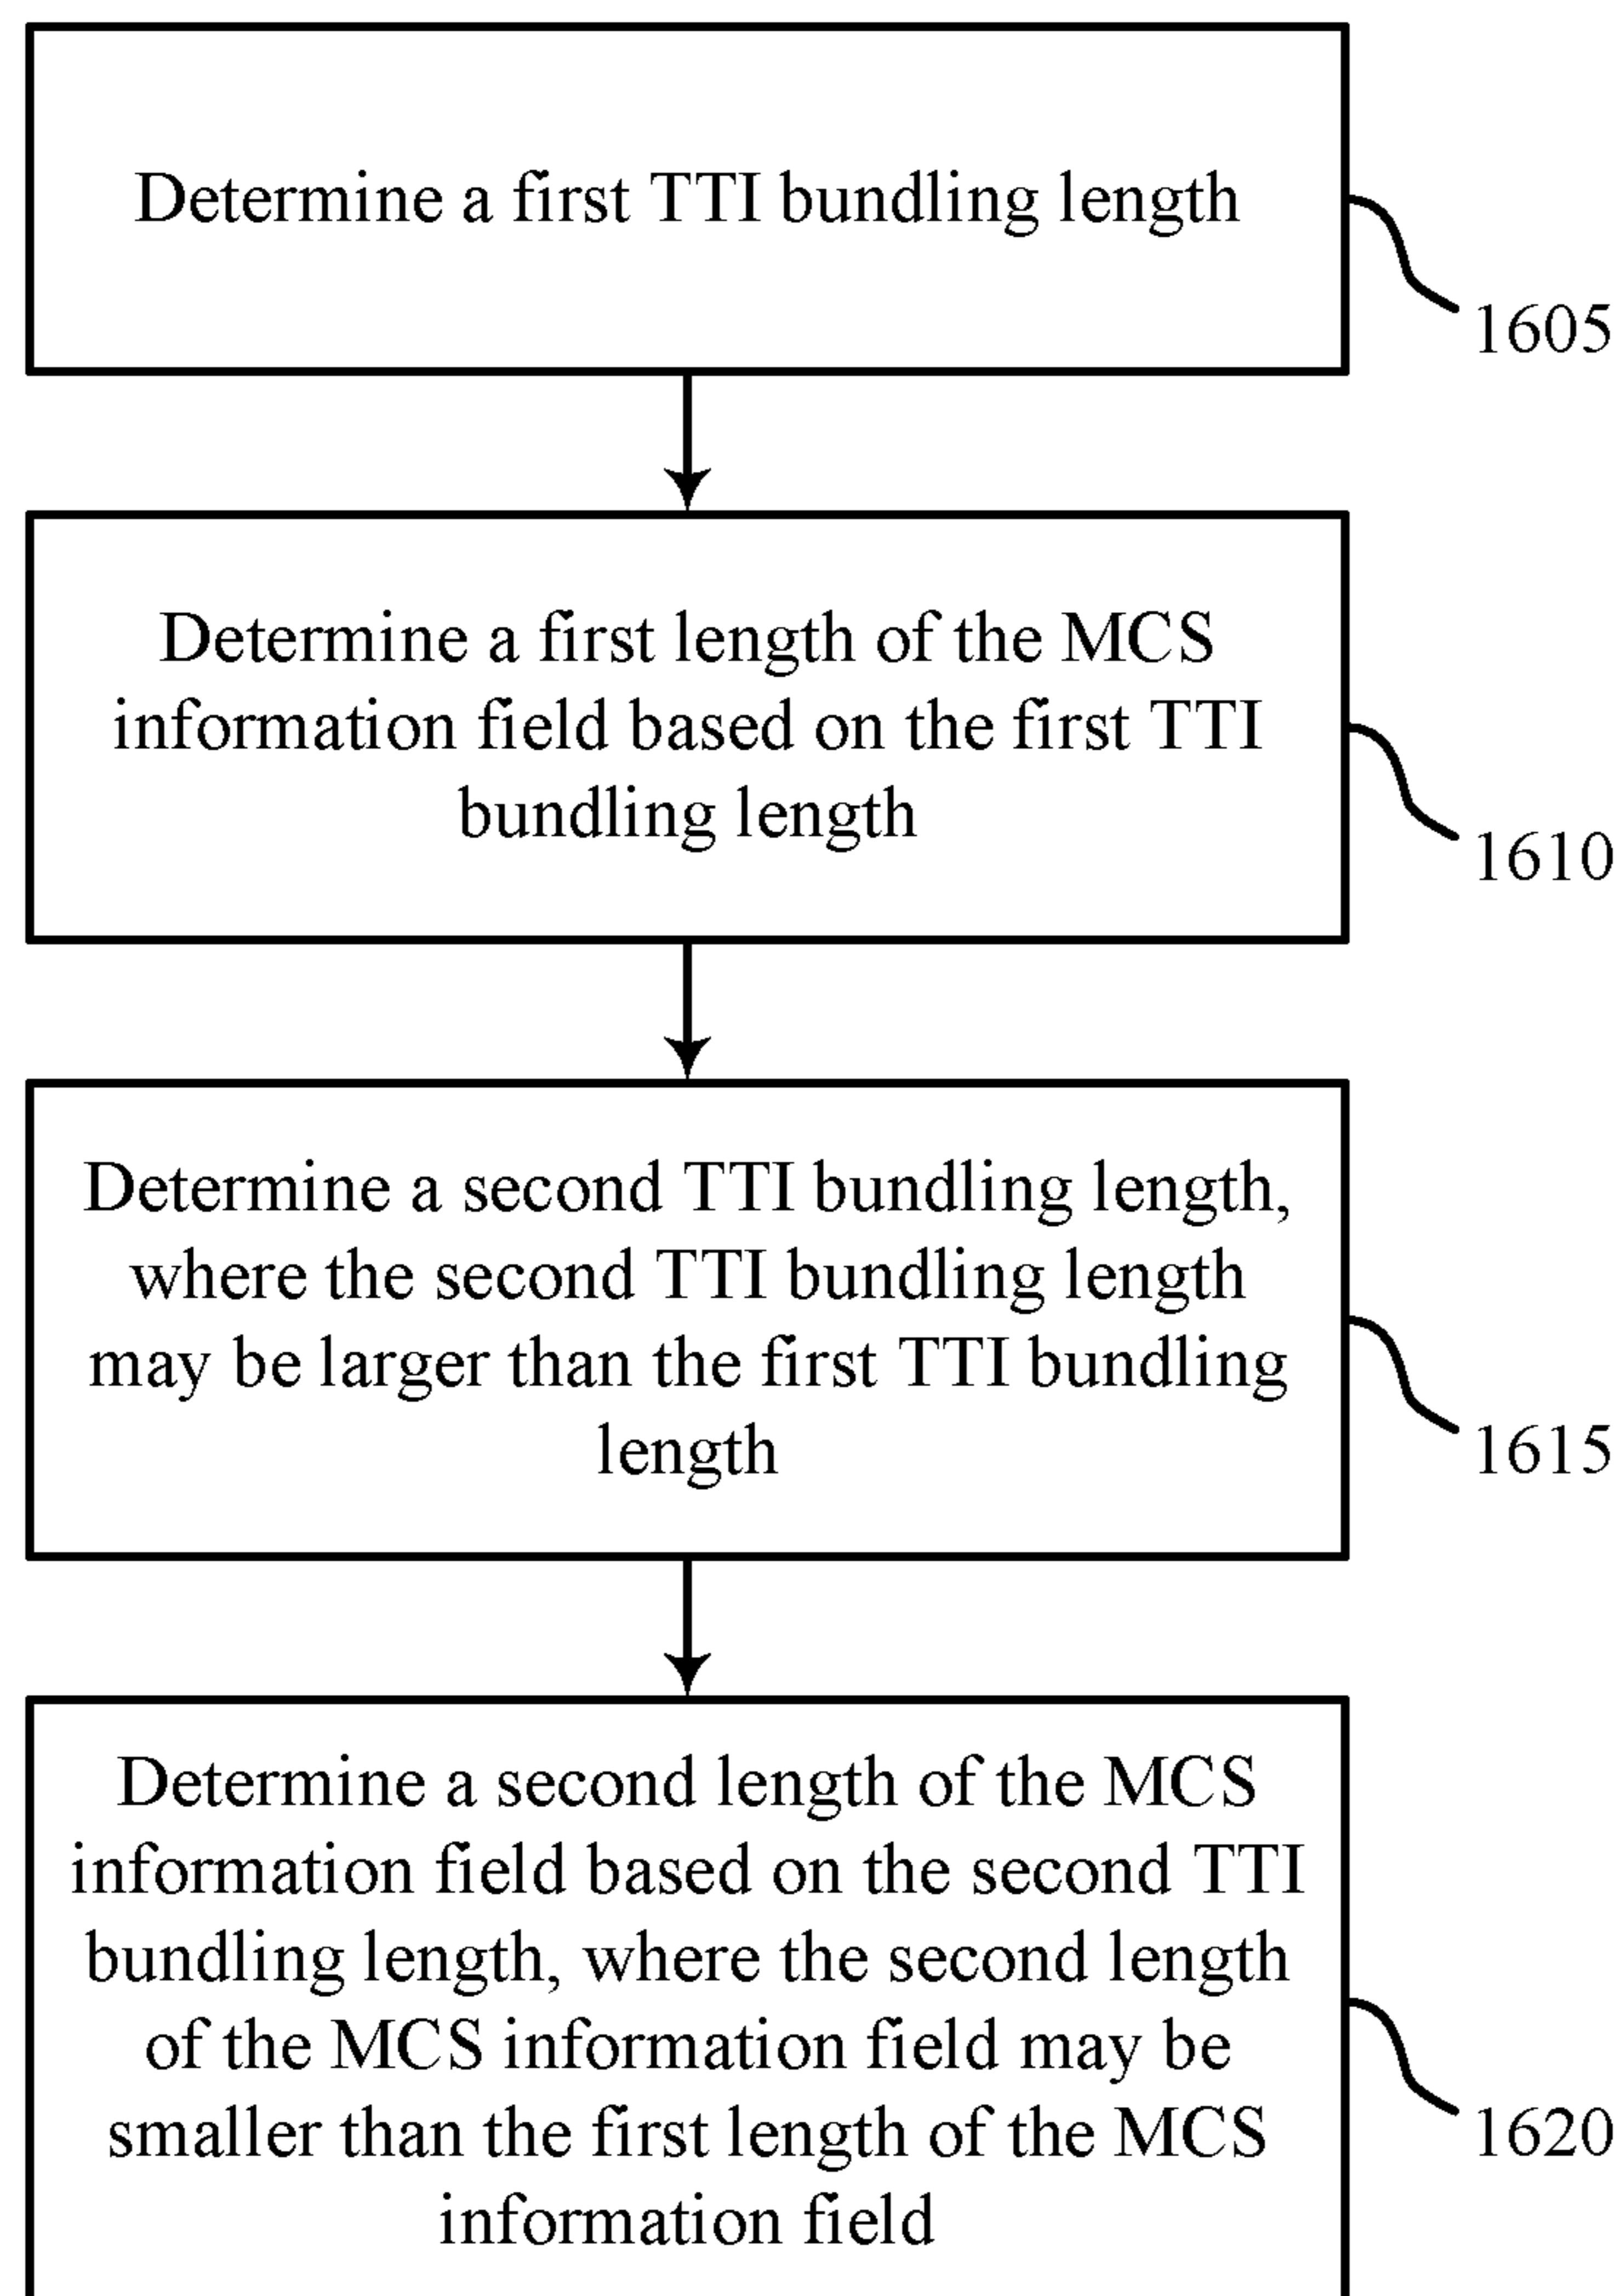 Determine a first TTI bundling length
1605
Determine a first length of the MCS
information field based on the first TTI
bundling length
1610
Determine a second TTI bundling length,
where the second TTI bundling length
may be larger than the first TTI bundling
length
1615
Determine a second length of the MCS
information field based on the second TTI
bundling length, where the second length
of the MCS information field may be
smaller than the first length of the MCS
information field
1620